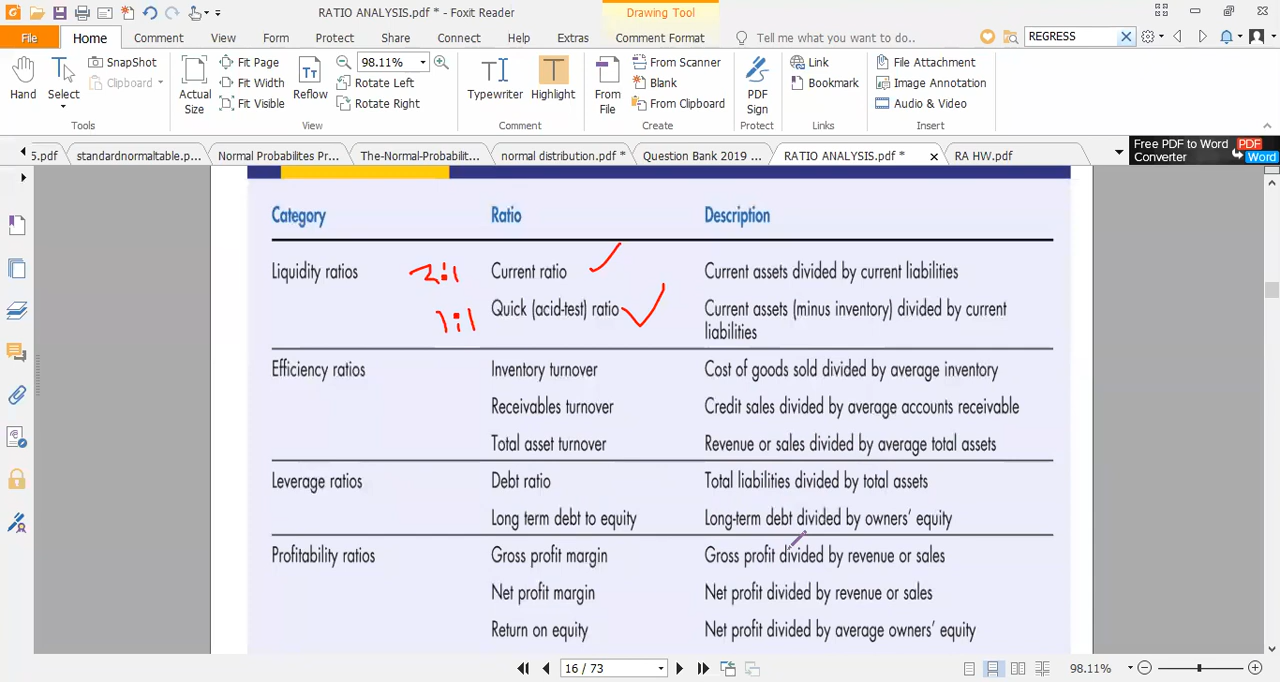 RATIO ANALYSIS.pdf * - Foxit Reader
Drawing Tool
File Home Comment View Form Protect Share Connect Help Extras Comment Format Tell me what you want to do.. REGRESS
Hand Select SnapShot Clipboard Actual Size Fit Page Fit Width Fit Visible Reflow 98.11% Rotate Left Rotate Right Typewriter Highlight From File From Scanner Blank From Clipboard PDF Sign Link Bookmark File Attachment Image Annotation Audio & Video
Tools View Comment Create Protect Links Insert
5.pdf standardnormaltable.p... Normal Probabilites Pr... The-Normal-Probabilit... normal distribution.pdf * Question Bank 2019 ... RATIO ANALYSIS.pdf * RA HW.pdf Free PDF to Word Converter PDF Word
Category Ratio Description
Liquidity ratios 2:1 Current ratio Current assets divided by current liabilities
1:1 Quick (acid-test) ratio Current assets (minus inventory) divided by current
liabilities
Efficiency ratios Inventory turnover Cost of goods sold divided by average inventory
Receivables turnover Credit sales divided by average accounts receivable
Total asset turnover Revenue or sales divided by average total assets
Leverage ratios Debt ratio Total liabilities divided by total assets
Long term debt to equity Long-term debt divided by owners' equity
Profitability ratios Gross profit margin Gross profit divided by revenue or sales
Net profit margin Net profit divided by revenue or sales
Return on equity Net profit divided by average owners' equity
16 / 73 98.11%